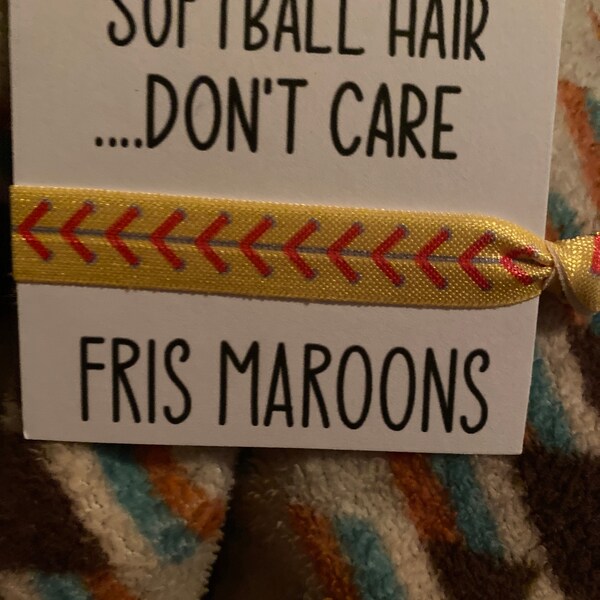 SOFTBALL HAIR
....DON'T CARE
FRIS MAROONS